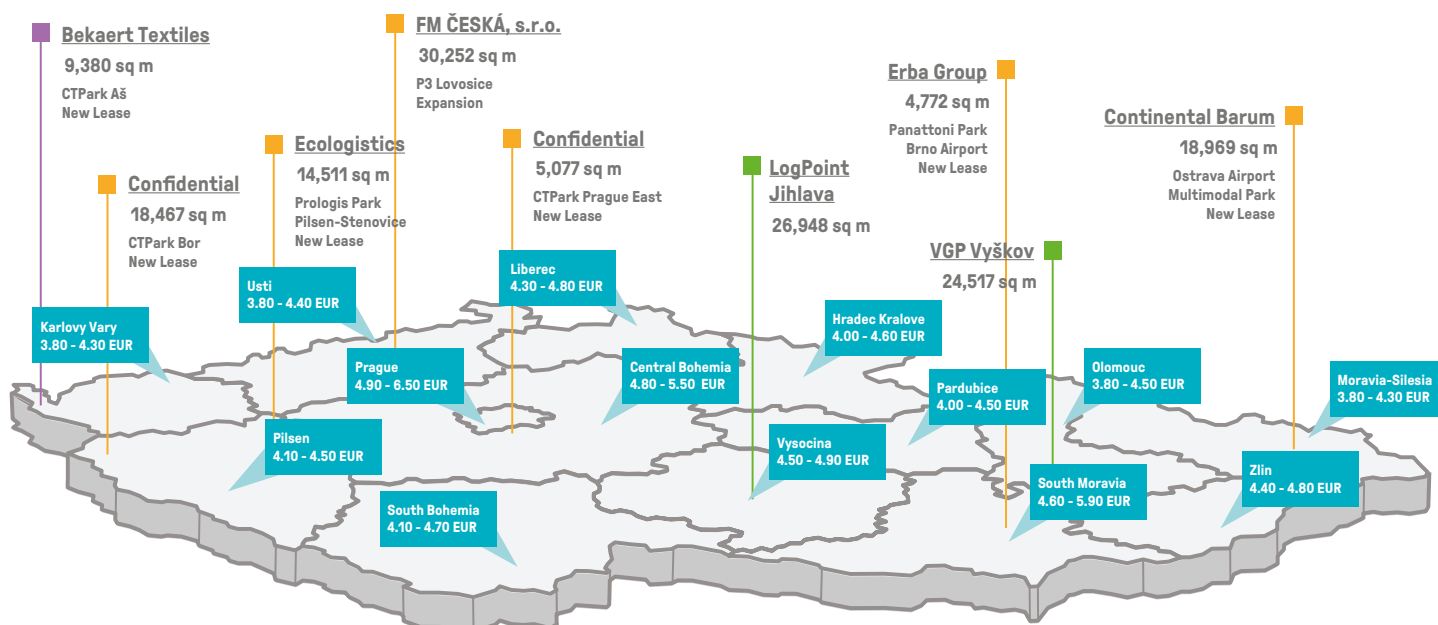 Bekaert Textiles
9,380 sq m
CTPark Aš
New Lease
Confidential
18,467 sq m
CTPark Bor
New Lease
Ecologistics
14,511 sq m
Prologis Park
Pilsen-Stenovice
New Lease
FM ČESKÁ, s.r.o.
30,252 sq m
P3 Lovosice
Expansion
Confidential
5,077 sq m
CTPark Prague East
New Lease
LogPoint
Jihlava
26,948 sq m
Erba Group
4,772 sq m
Panattoni Park
Brno Airport
New Lease
VGP Vyškov
24,517 sq m
Continental Barum
18,969 sq m
Ostrava Airport
Multimodal Park
New Lease
Karlovy Vary
3.80 - 4.30 EUR
Usti
3.80 - 4.40 EUR
Liberec
4.30 - 4.80 EUR
Prague
4.90 - 6.50 EUR
Central Bohemia
4.80 - 5.50 EUR
Hradec Kralove
4.00 - 4.60 EUR
Pardubice
4.00 - 4.50 EUR
Olomouc
3.80 - 4.50 EUR
Moravia-Silesia
3.80 - 4.30 EUR
Pilsen
4.10 - 4.50 EUR
Vysocina
4.50 - 4.90 EUR
South Bohemia
4.10 - 4.70 EUR
South Moravia
4.60 - 5.90 EUR
Zlin
4.40 - 4.80 EUR